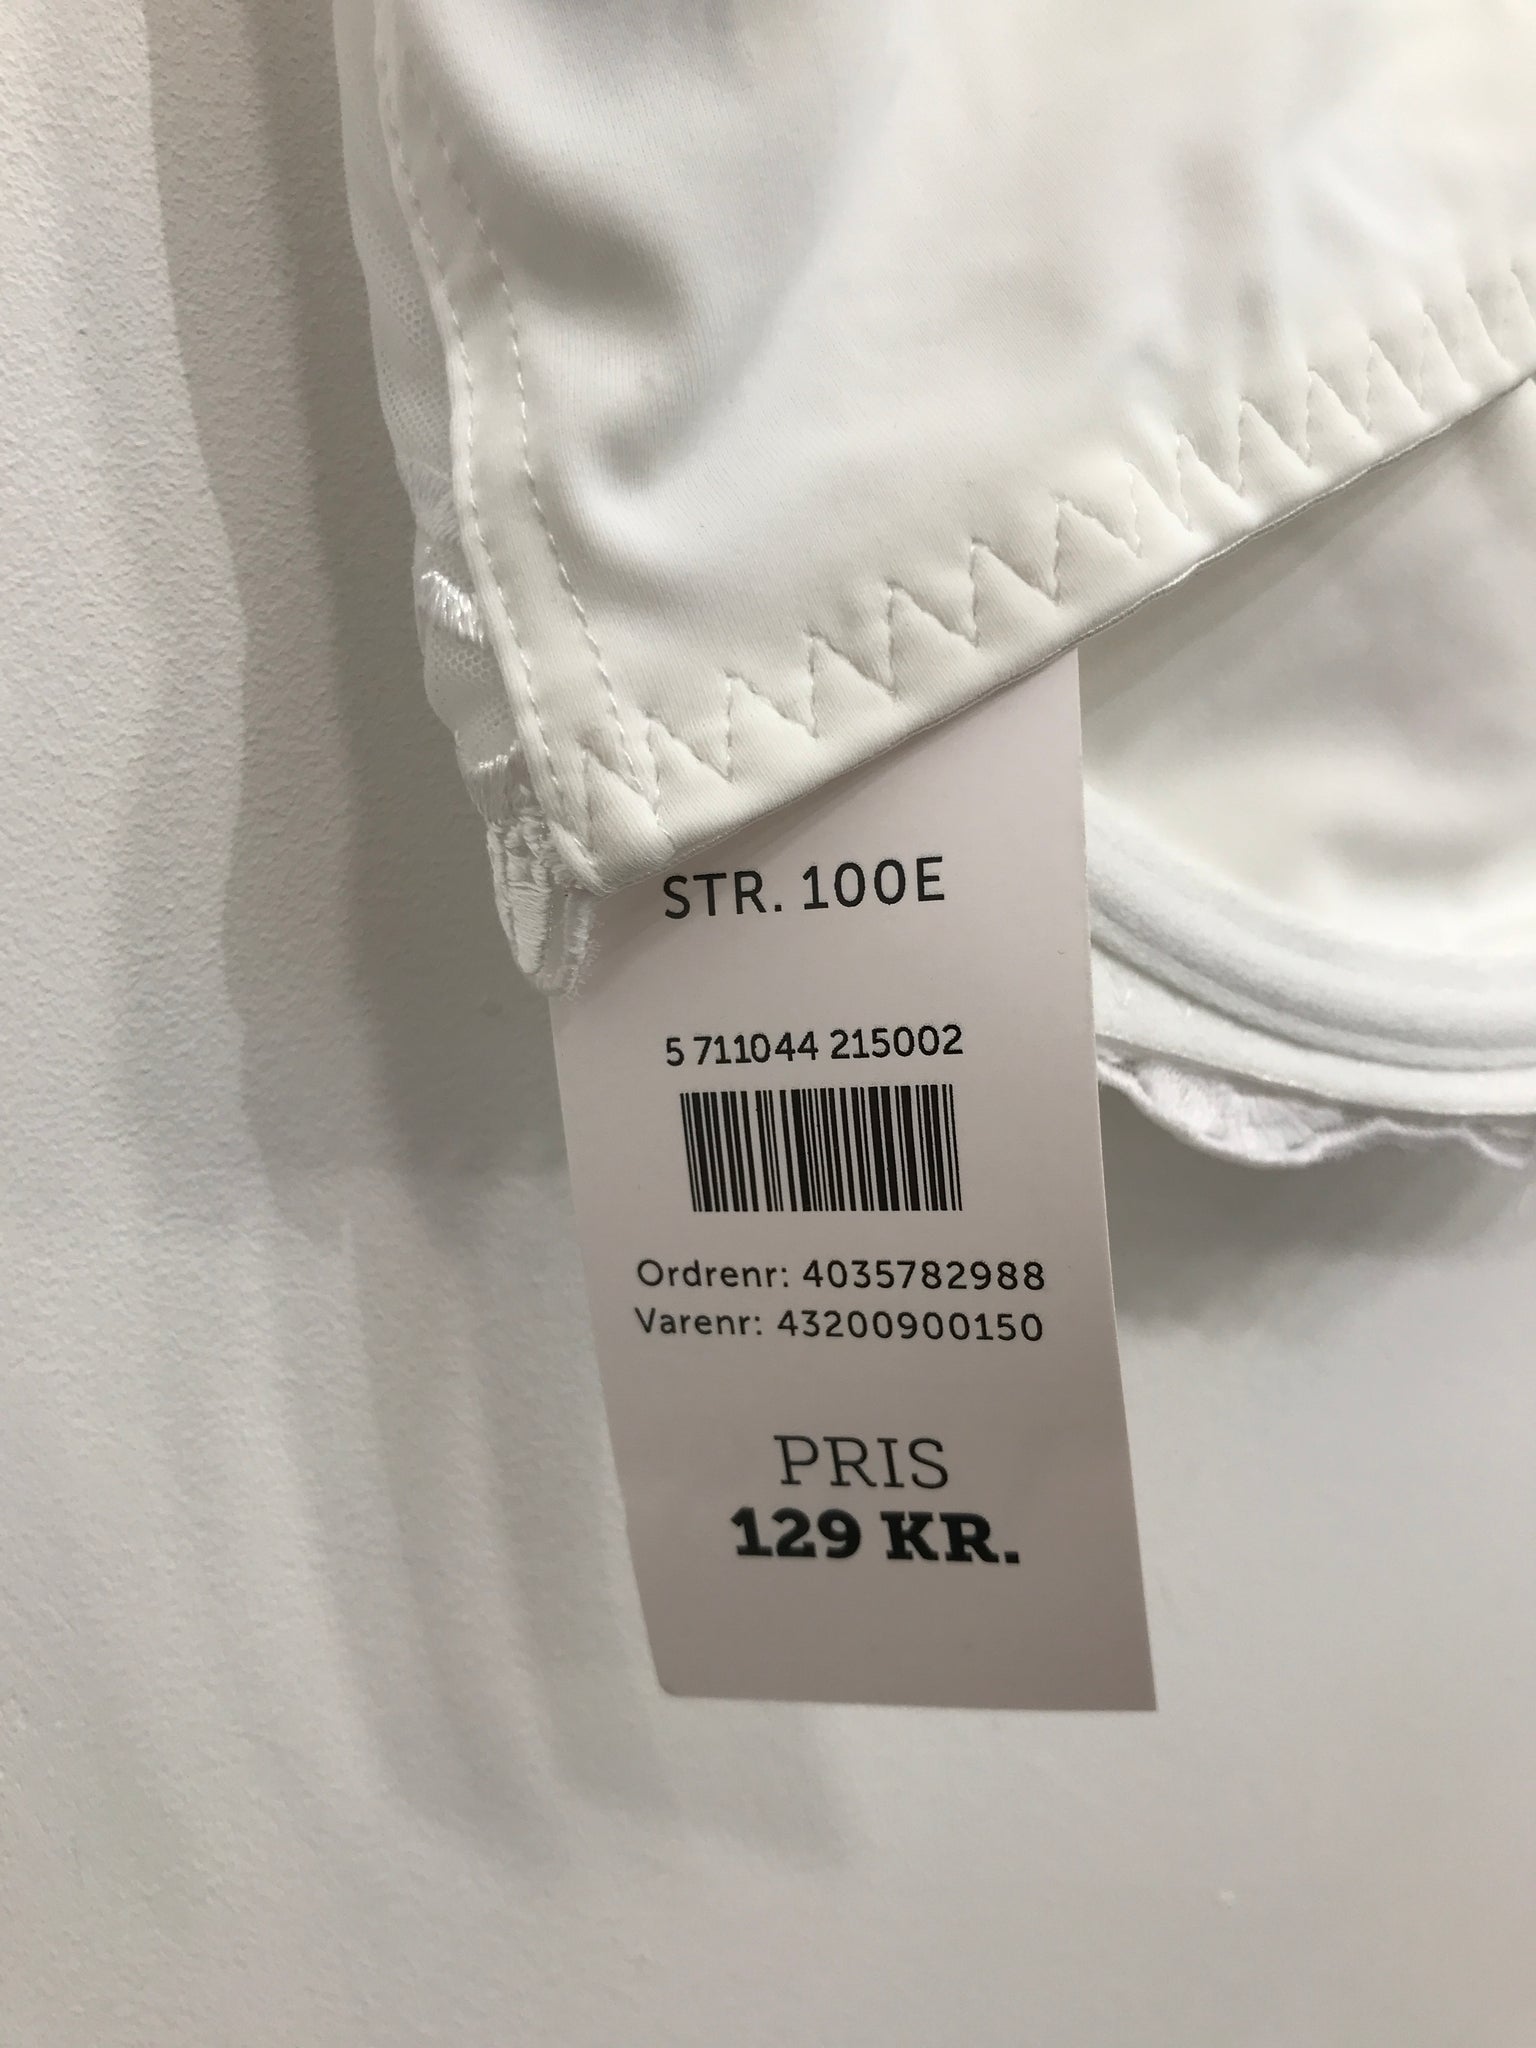 STR. 100E
5 711044 215002
Ordrenr: 4035782988
Varenr: 43200900150
PRIS
129 KR.